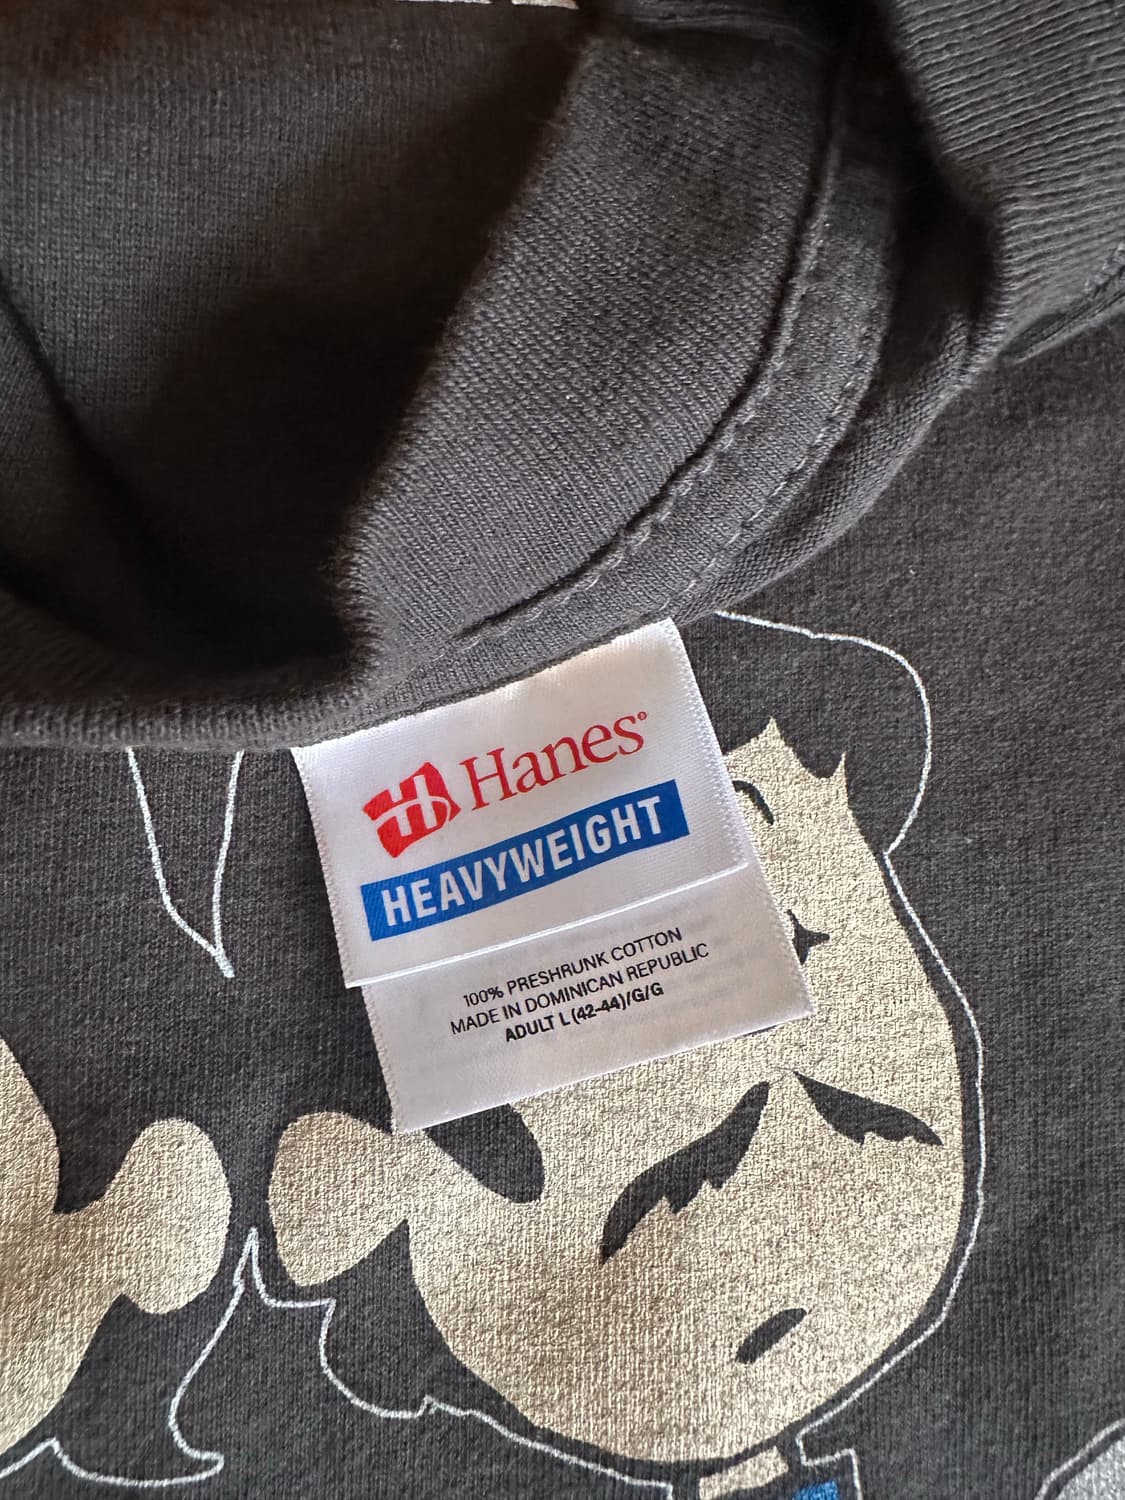 Hanes®
HEAVYWEIGHT
100% PRESHRUNK COTTON
MADE IN DOMINICAN REPUBLIC
ADULT L (42-44)/G/G